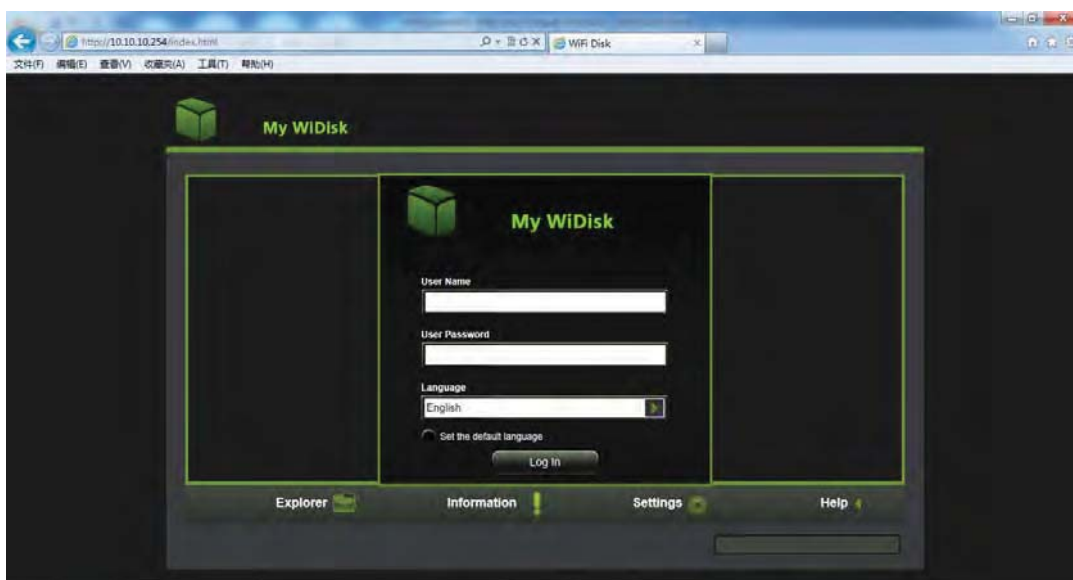 http://10.10.10.254/index.html
WiFi Disk
文件(F) 编辑(E) 查看(V) 收藏夹(A) 工具(T) 帮助(H)
My WiDisk
My WiDisk
User Name
User Password
Language
English
Set the default language
Log In
Explorer
Information
Settings
Help